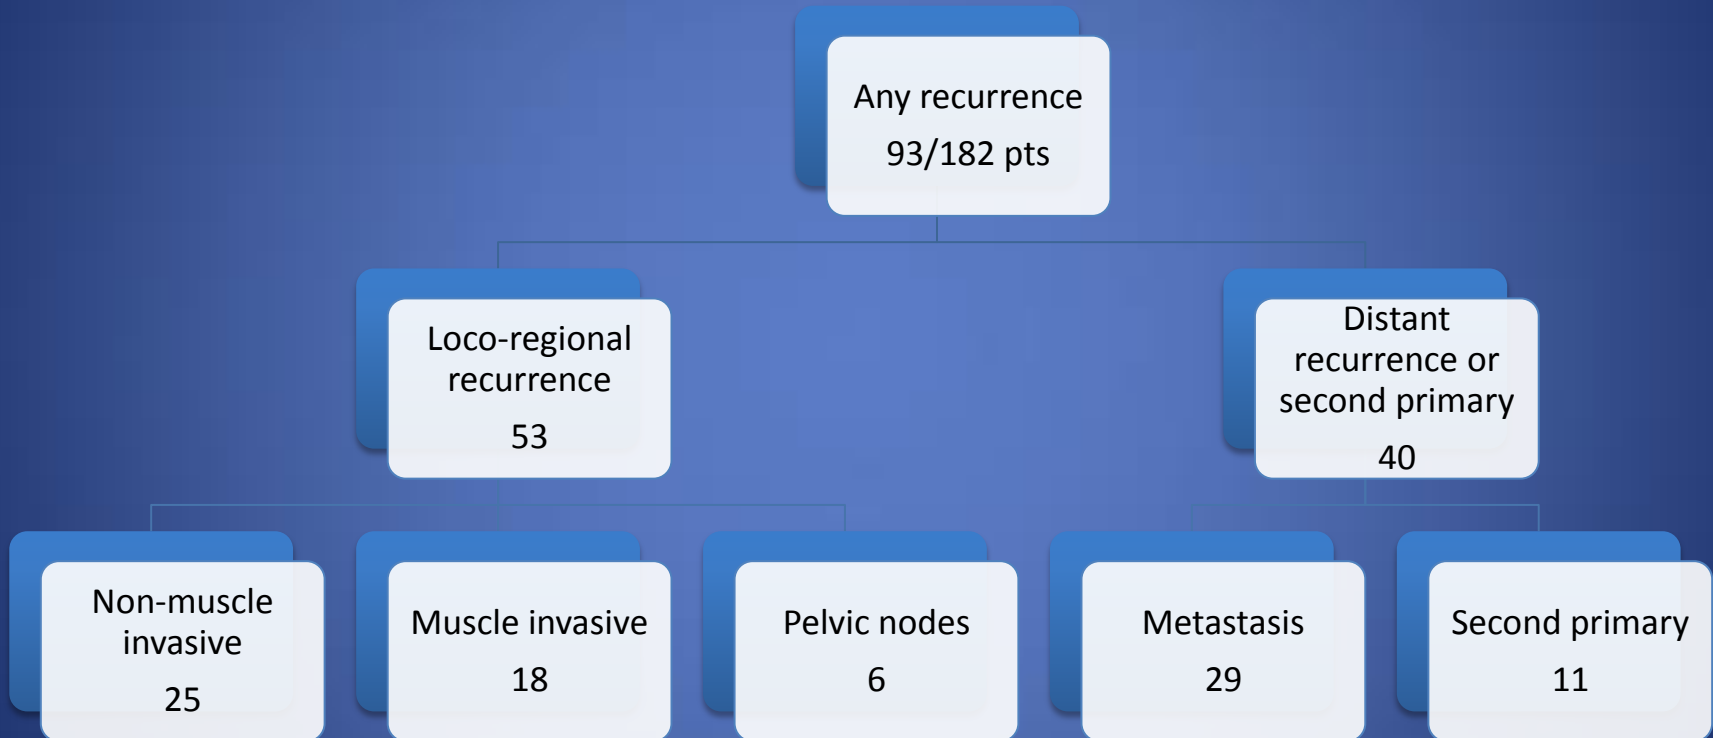 Any recurrence
93/182 pts
Loco-regional
recurrence
53
Distant
recurrence or
second primary
40
Non-muscle
invasive
25
Muscle invasive
18
Pelvic nodes
6
Metastasis
29
Second primary
11